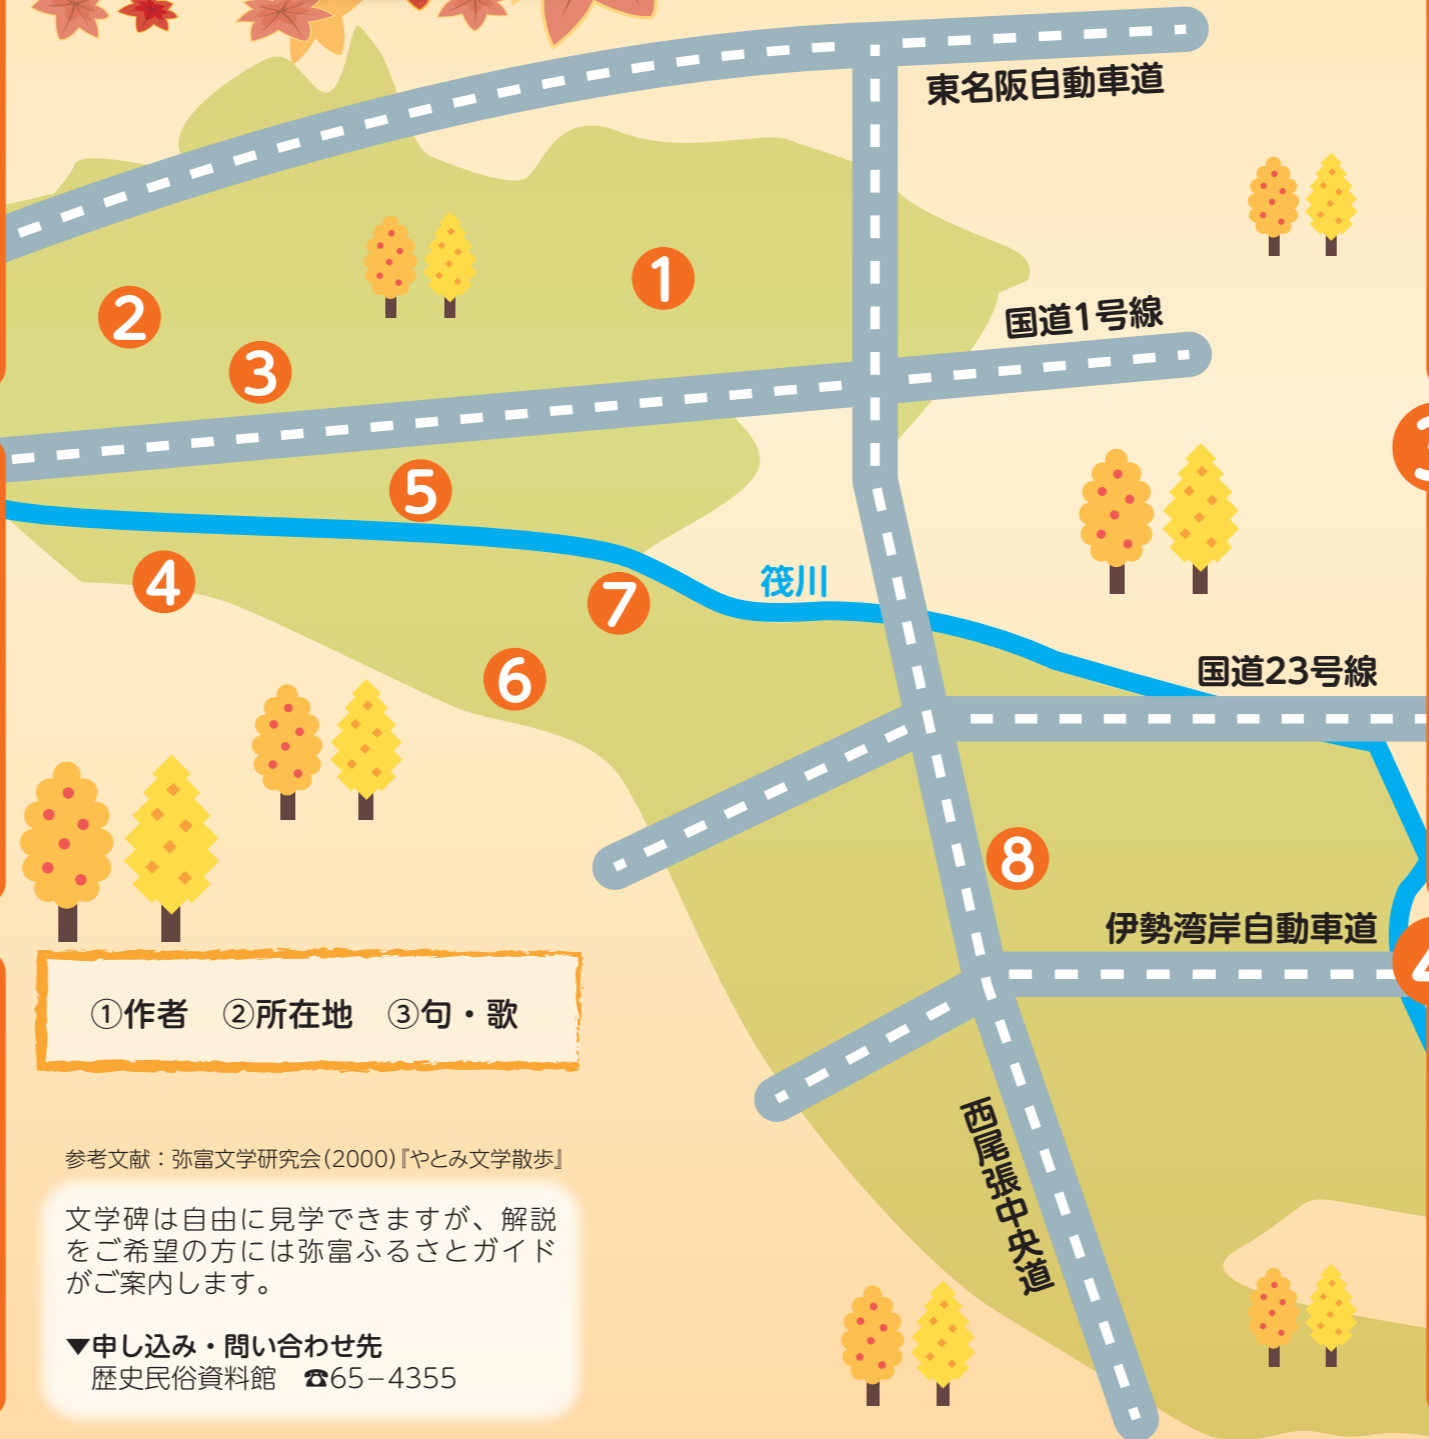 東名阪自動車道
1
国道1号線
2
3
5
4
筏川
7
6
国道23号線
8
伊勢湾岸自動車道
①作者　②所在地　③句・歌
西尾張中央道
参考文献：弥富文学研究会(2000)『やとみ文学散歩』
文学碑は自由に見学できますが、解説
をご希望の方には弥富ふるさとガイド
がご案内します。
▼申し込み・問い合わせ先
歴史民俗資料館　☎65−4355